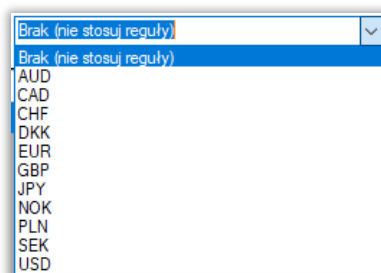 Brak (nie stosuj reguły)
Brak (nie stosuj reguły)
AUD
CAD
CHF
DKK
EUR
GBP
JPY
NOK
PLN
SEK
USD